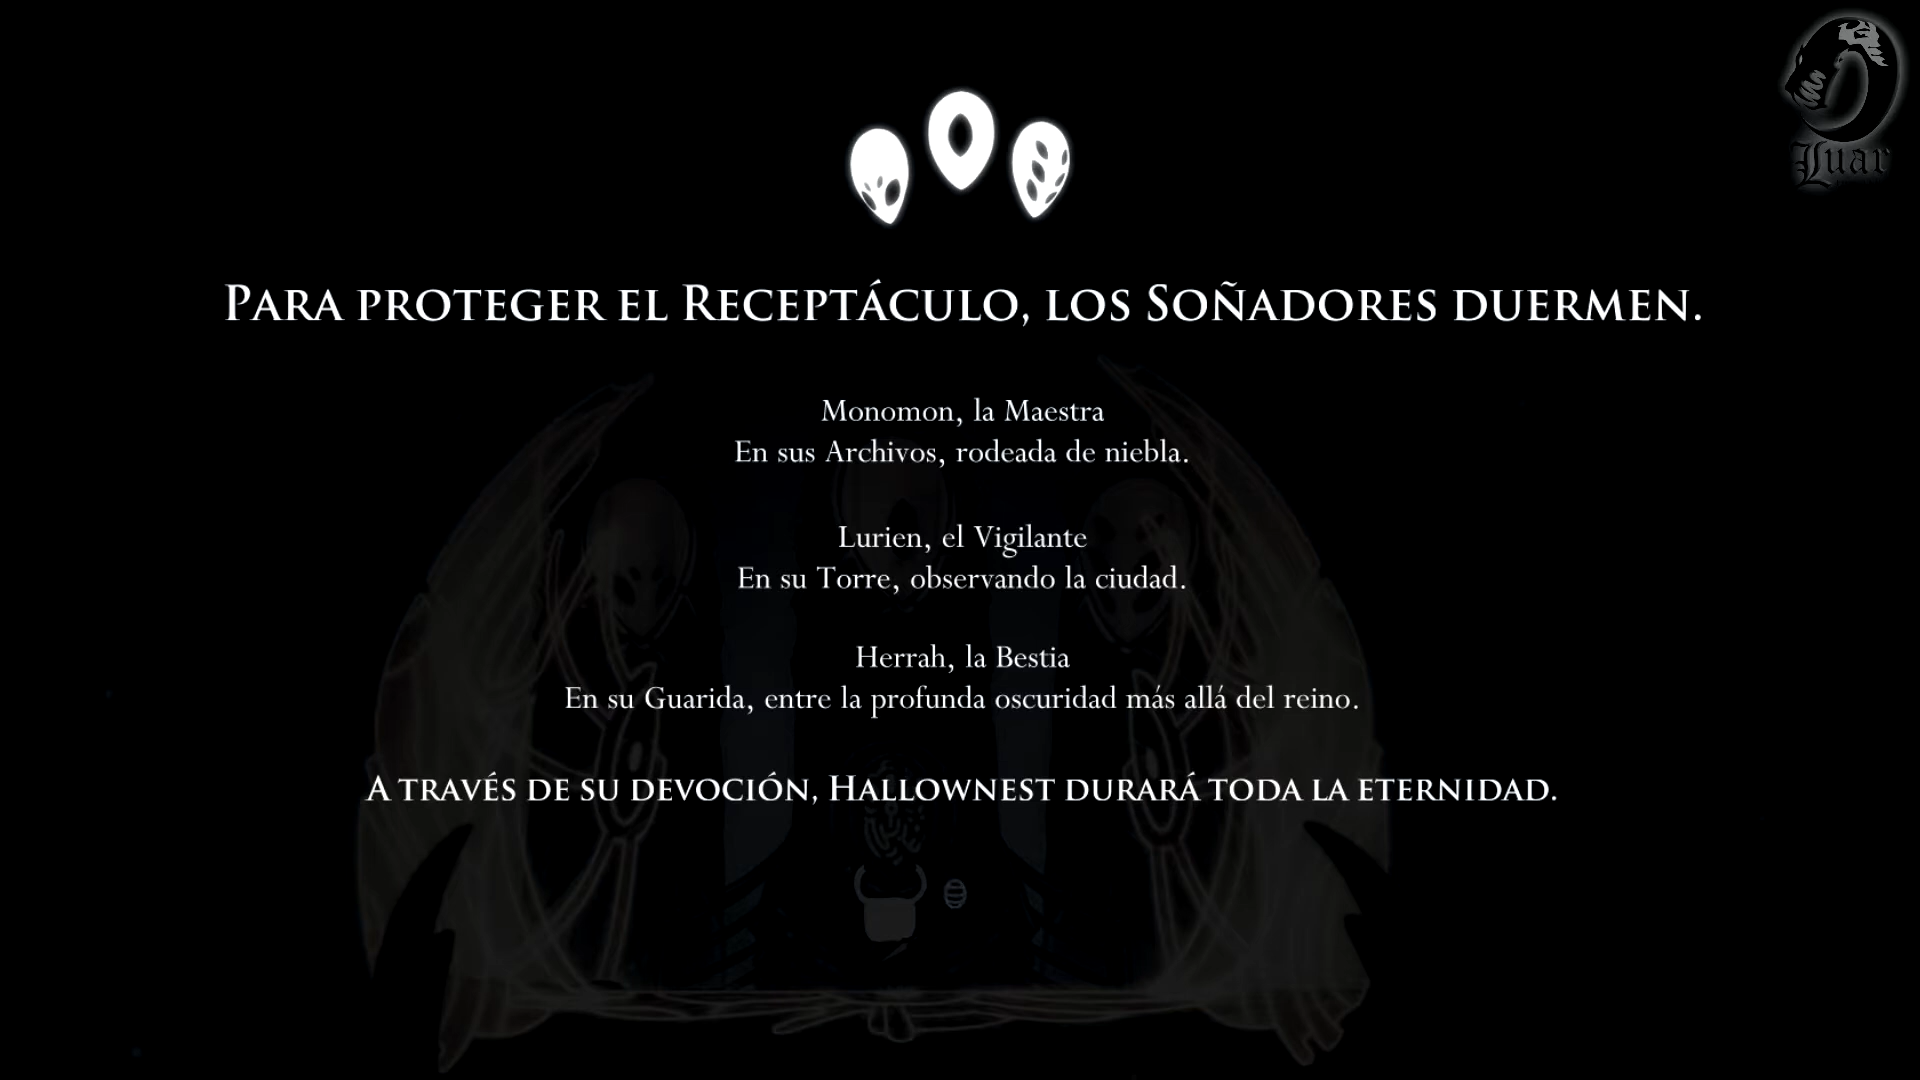 Luar
Para proteger el Receptáculo, los Soñadores duermen.
Monomon, la Maestra
En sus Archivos, rodeada de niebla.
Lurien, el Vigilante
En su Torre, observando la ciudad.
Herrah, la Bestia
En su Guarida, entre la profunda oscuridad más allá del reino.
A través de su devoción, Hallownest durará toda la eternidad.